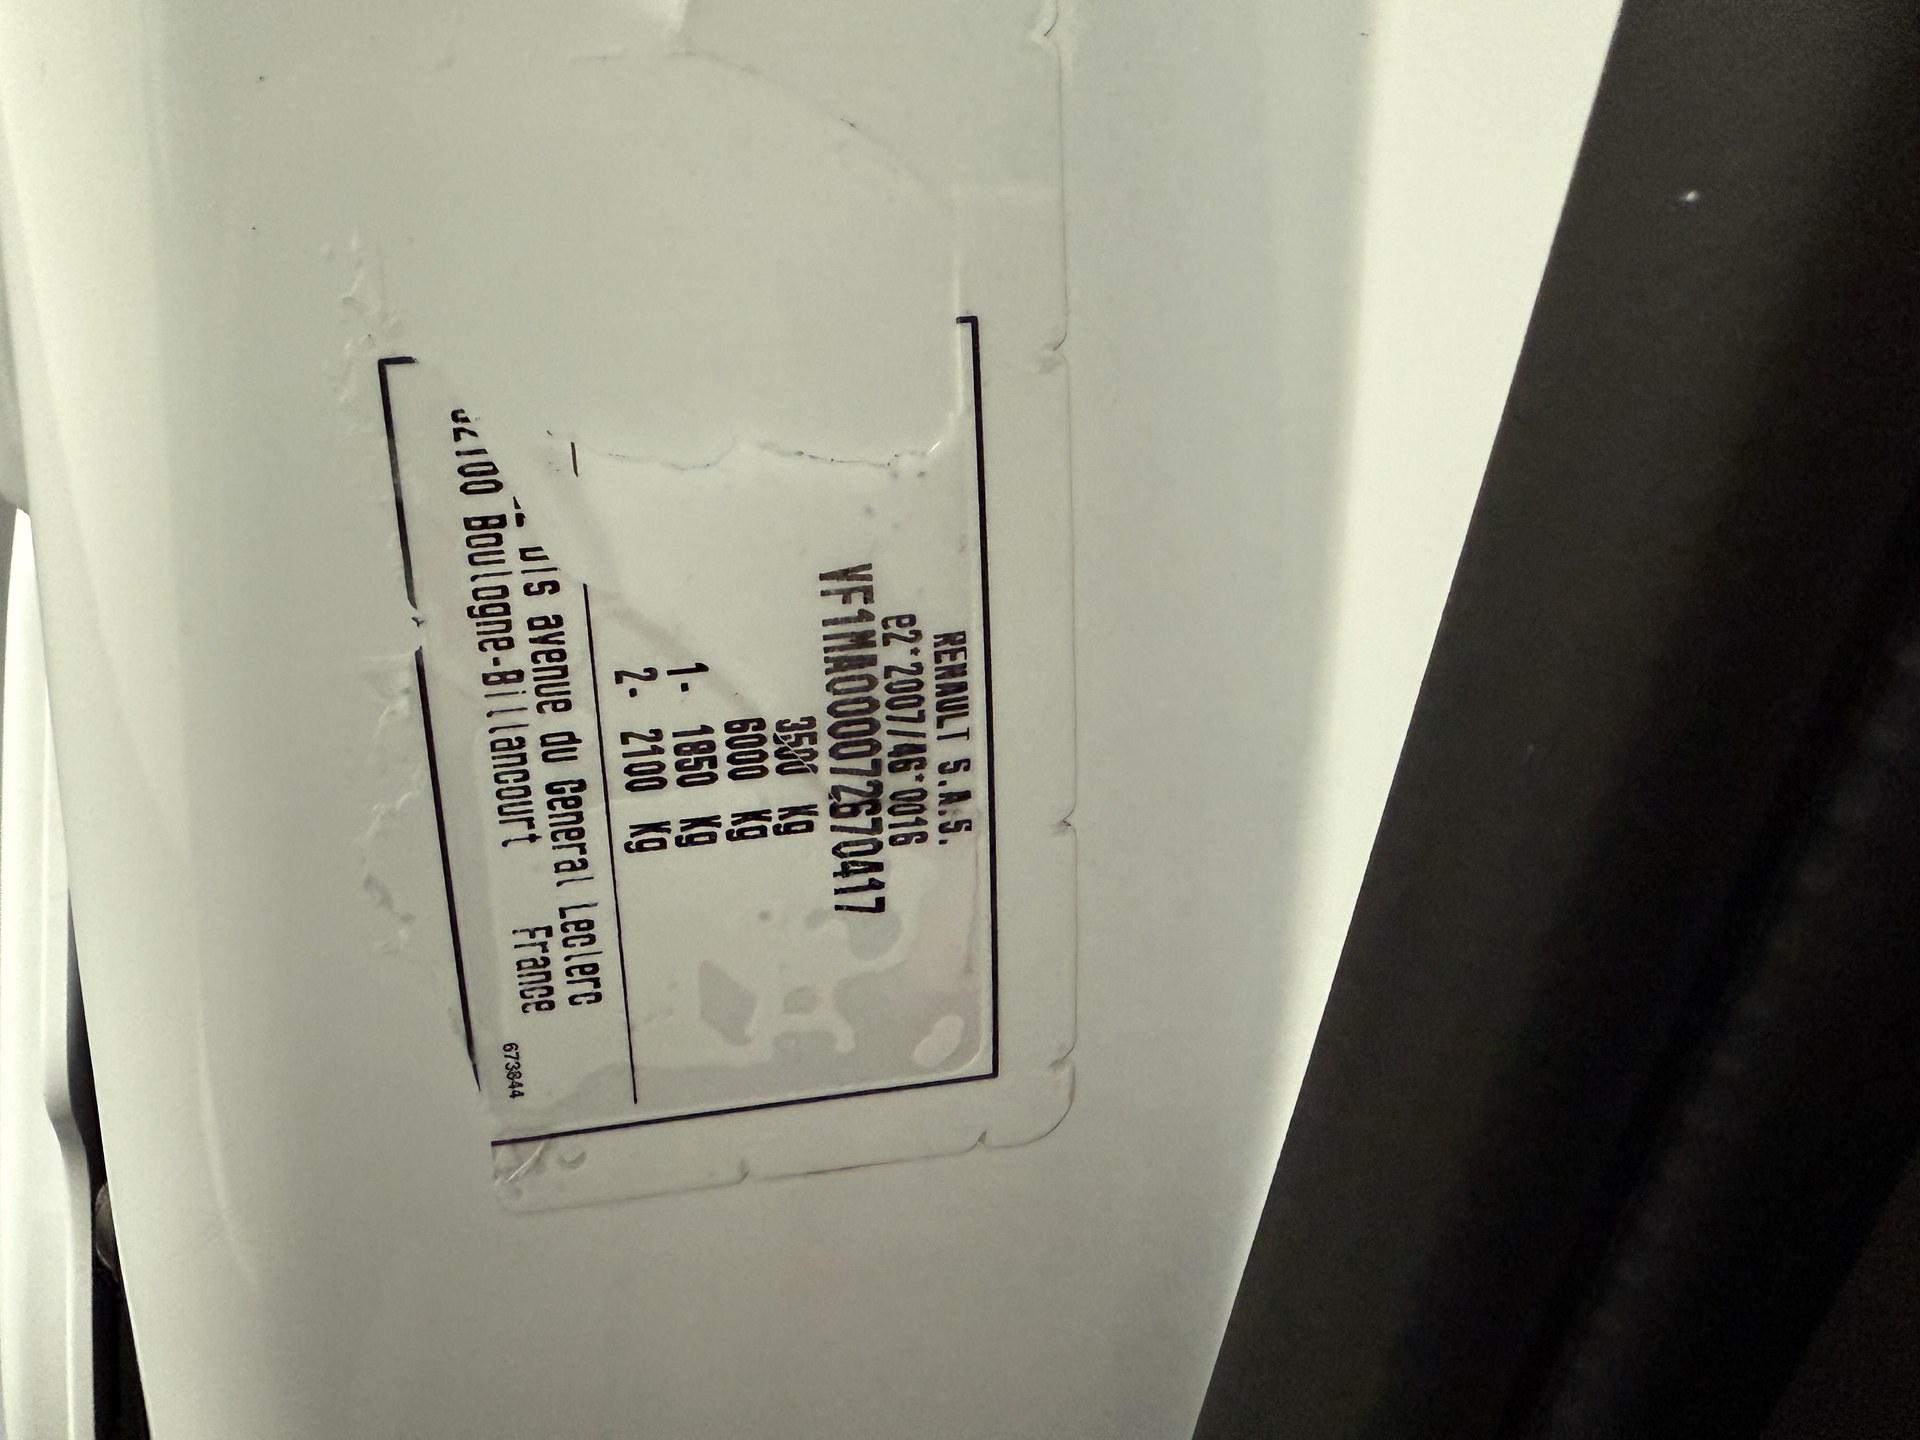 RENAULT S.A.S.
e2*2007/46*0016
VF1MA000072670417
3500 Kg
6000 Kg
1- 1850 Kg
2- 2100 Kg
avenue du General Leclerc
Boulogne-Billancourt France
673844